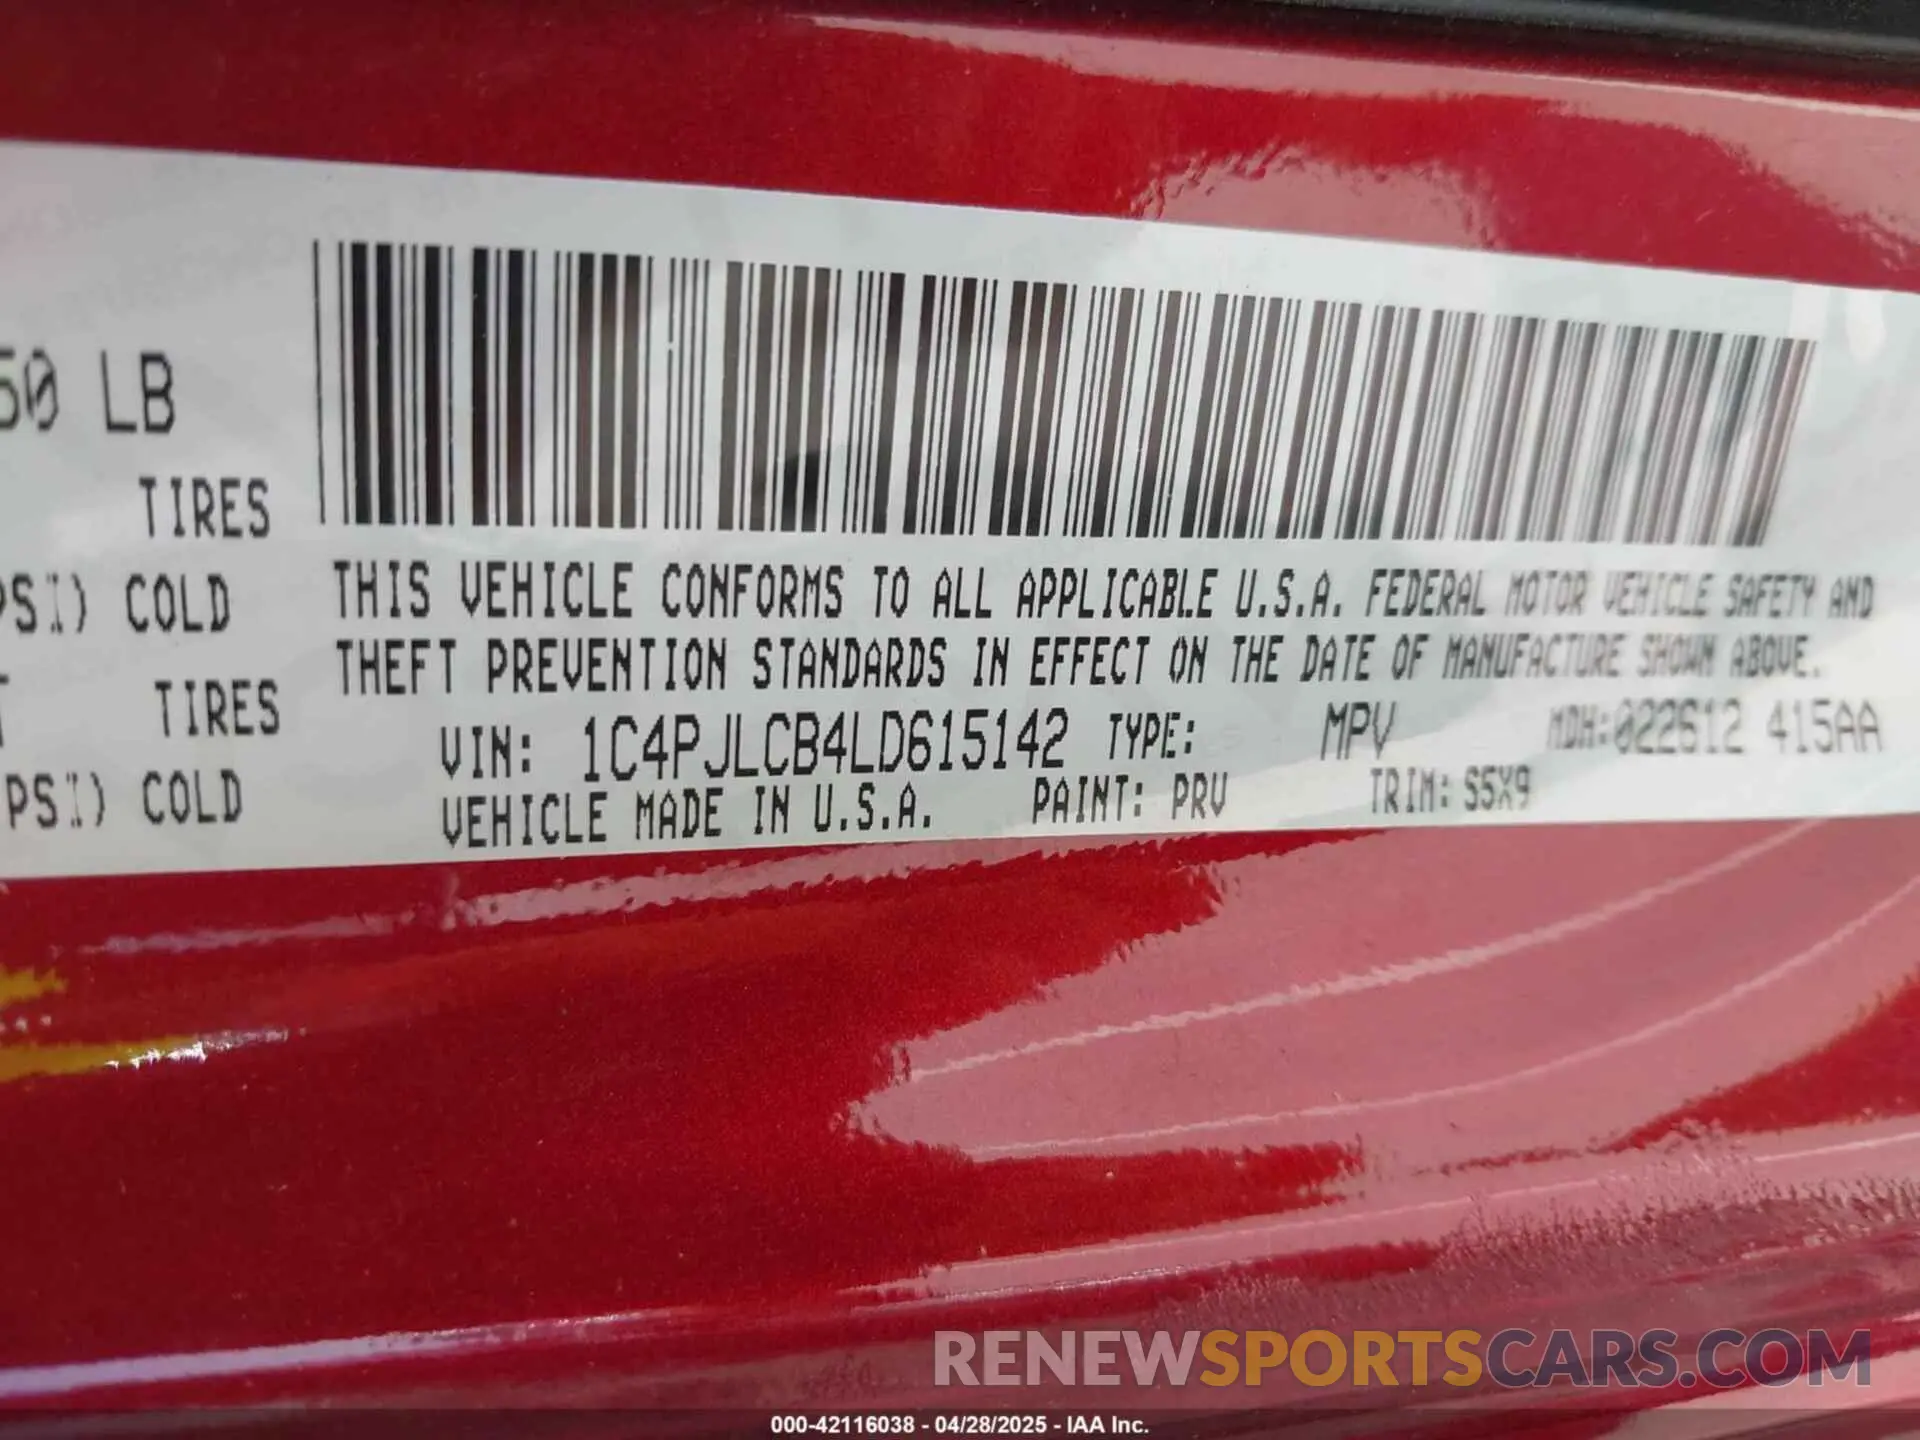 50 LB
TIRES
PSI) COLD
TIRES
PSI) COLD
THIS VEHICLE CONFORMS TO ALL APPLICABLE U.S.A. FEDERAL MOTOR VEHICLE SAFETY AND
THEFT PREVENTION STANDARDS IN EFFECT ON THE DATE OF MANUFACTURE SHOWN ABOVE.
VIN: 1C4PJLCB4LD615142 TYPE: MPV MDH:022612 415AA
VEHICLE MADE IN U.S.A. PAINT: PRV TRIM: S5X9
RENEWSPORTSCARS.COM
000-42116038 - 04/28/2025 - IAA Inc.